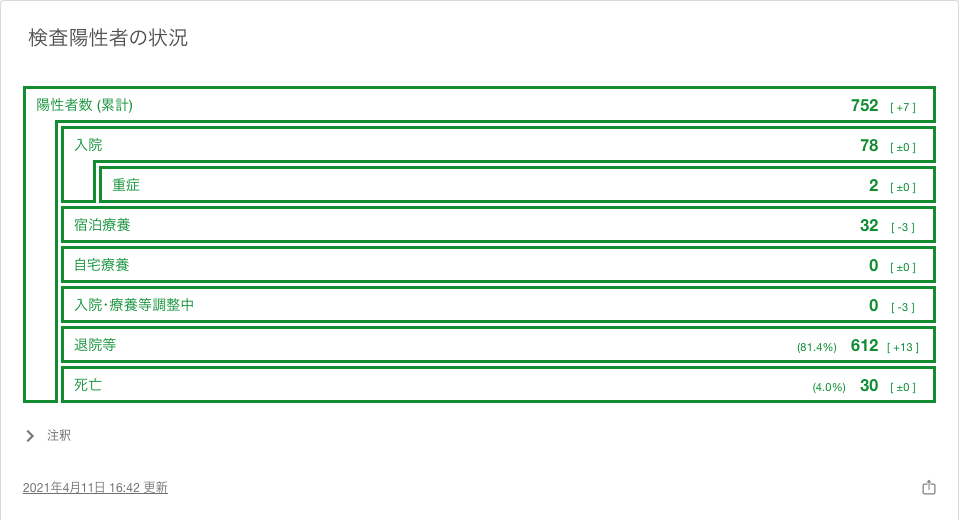 検査陽性者の状況
陽性者数 (累計) 752 [ +7 ]
入院 78 [ ±0 ]
重症 2 [ ±0 ]
宿泊療養 32 [ -3 ]
自宅療養 0 [ ±0 ]
入院･療養等調整中 0 [ -3 ]
退院等 (81.4%) 612 [ +13 ]
死亡 (4.0%) 30 [ ±0 ]
注釈
2021年4月11日 16:42 更新